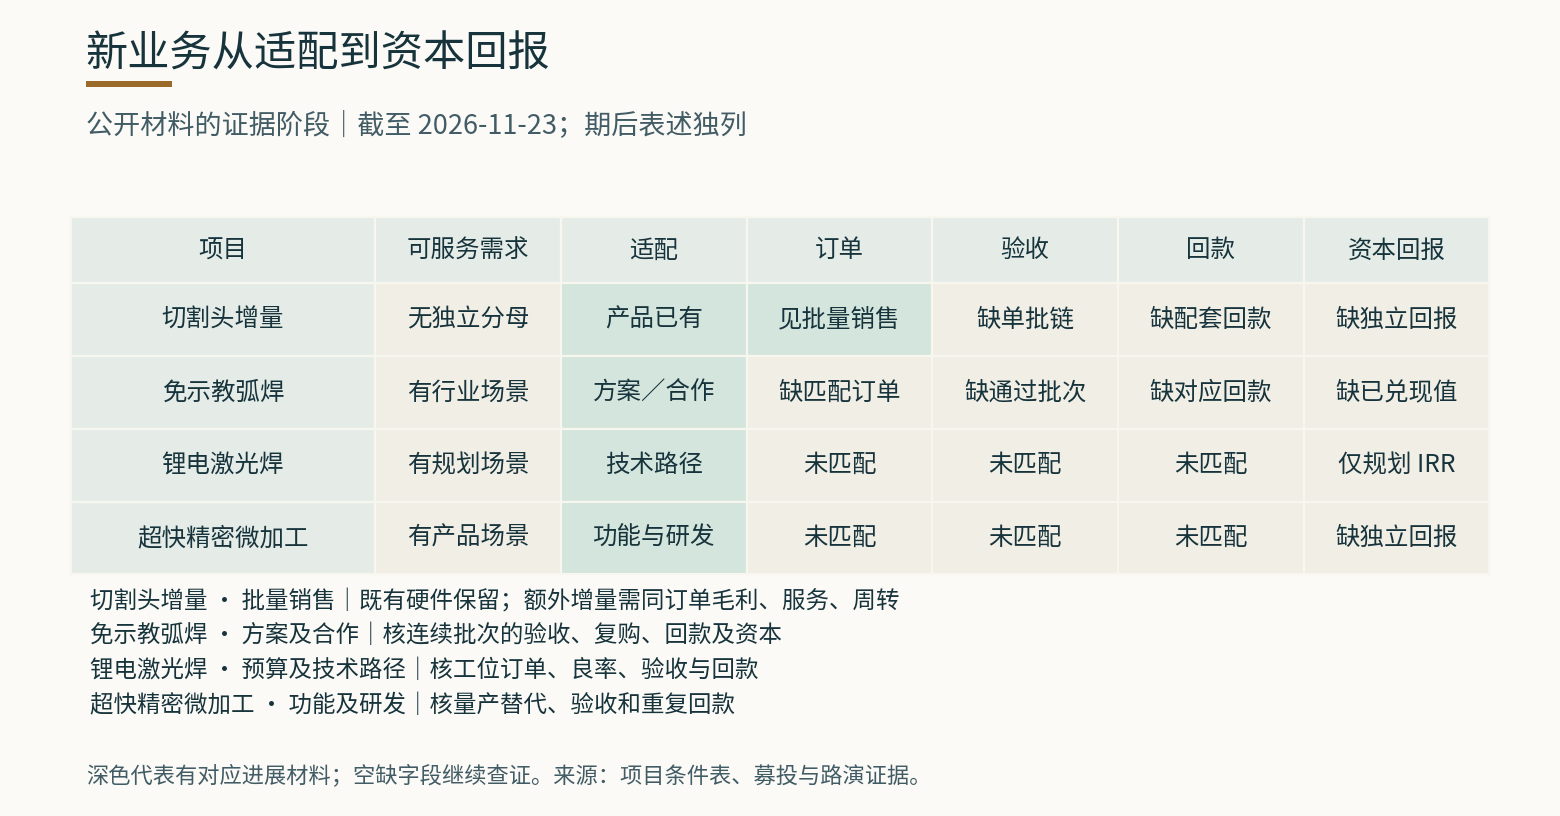 新业务从适配到资本回报
公开材料的证据阶段｜截至 2026-11-23；期后表述独列
项目 可服务需求 适配 订单 验收 回款 资本回报
切割头增量 无独立分母 产品已有 见批量销售 缺单批链 缺配套回款 缺独立回报
免示教弧焊 有行业场景 方案／合作 缺匹配订单 缺通过批次 缺对应回款 缺已兑现值
锂电激光焊 有规划场景 技术路径 未匹配 未匹配 未匹配 仅规划 IRR
超快精密微加工 有产品场景 功能与研发 未匹配 未匹配 未匹配 缺独立回报
切割头增量 · 批量销售｜既有硬件保留；额外增量需同订单毛利、服务、周转
免示教弧焊 · 方案及合作｜核连续批次的验收、复购、回款及资本
锂电激光焊 · 预算及技术路径｜核工位订单、良率、验收与回款
超快精密微加工 · 功能及研发｜核量产替代、验收和重复回款
深色代表有对应进展材料；空缺字段继续查证。来源：项目条件表、募投与路演证据。